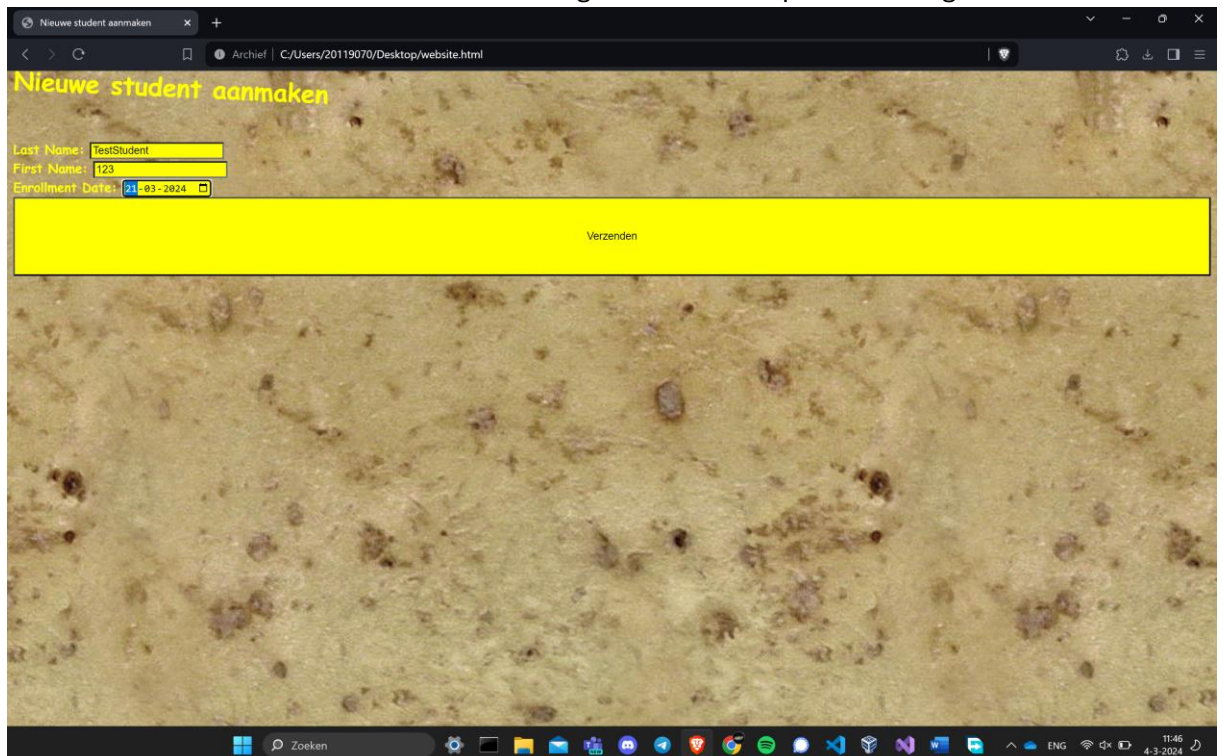 Nieuwe student aanmaken
Archief | C:/Users/20119070/Desktop/website.html
Nieuwe student aanmaken
Last Name: TestStudent
First Name: 123
Enrollment Date: 21-03-2024
Verzenden
Zoeken
ENG
11:46
4-3-2024